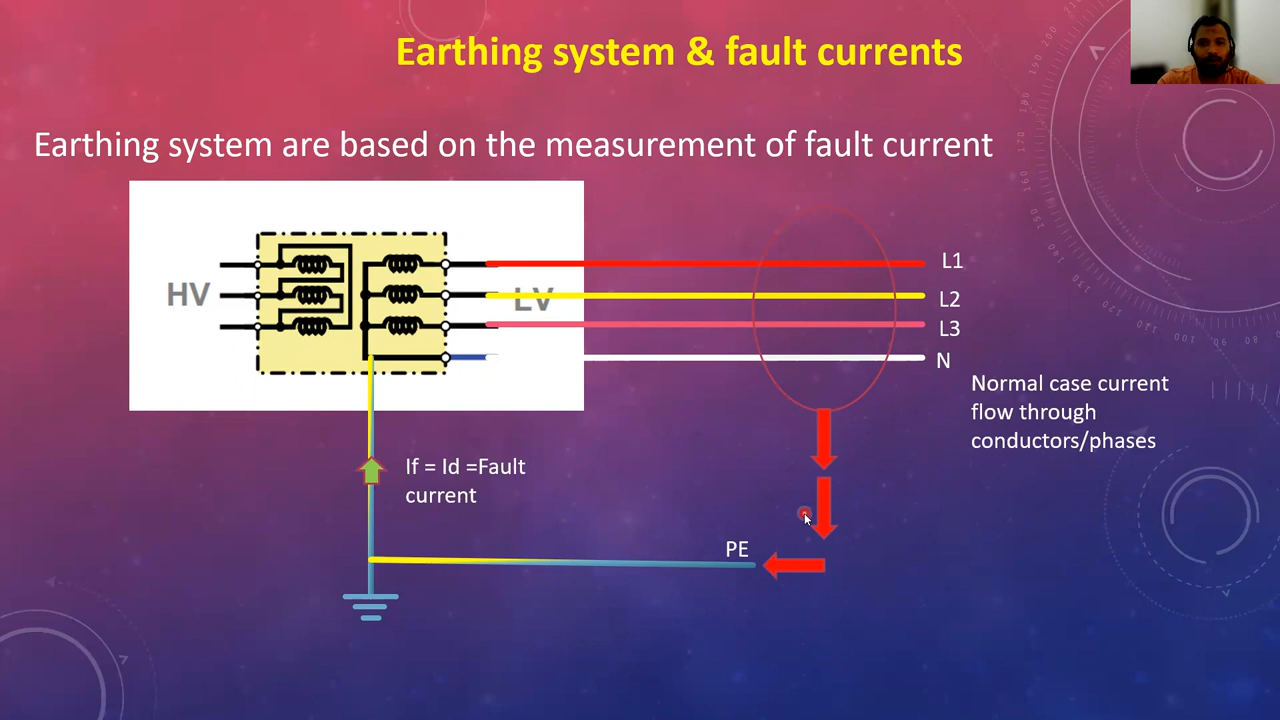 Earthing system & fault currents
Earthing system are based on the measurement of fault current
HV
LV
L1
L2
L3
N
Normal case current
flow through
conductors/phases
If = Id =Fault
current
PE